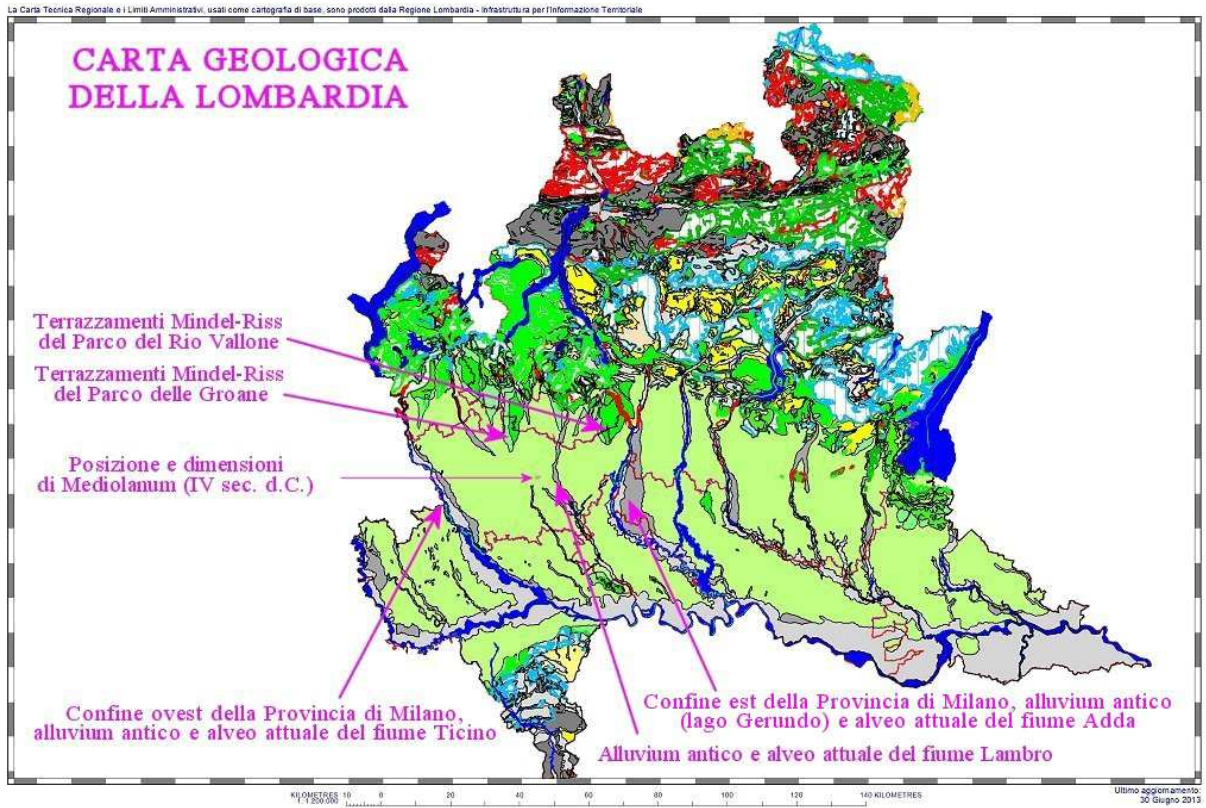 La Carta Tecnica Regionale e i Limiti Amministrativi, usati come cartografia di base, sono prodotti dalla Regione Lombardia - Infrastruttura per l'Informazione Territoriale
CARTA GEOLOGICA
DELLA LOMBARDIA
Terrazzamenti Mindel-Riss
del Parco del Rio Vallone
Terrazzamenti Mindel-Riss
del Parco delle Groane
Posizione e dimensioni
di Mediolanum (IV sec. d.C.)
Confine ovest della Provincia di Milano,
alluvium antico e alveo attuale del fiume Ticino
Confine est della Provincia di Milano, alluvium antico
(lago Gerundo) e alveo attuale del fiume Adda
Alluvium antico e alveo attuale del fiume Lambro
KILOMETRES 10 0 20 40 60 80 100 120 140 KILOMETRES
1: 1.200.000
Ultimo aggiornamento:
30 Giugno 2013